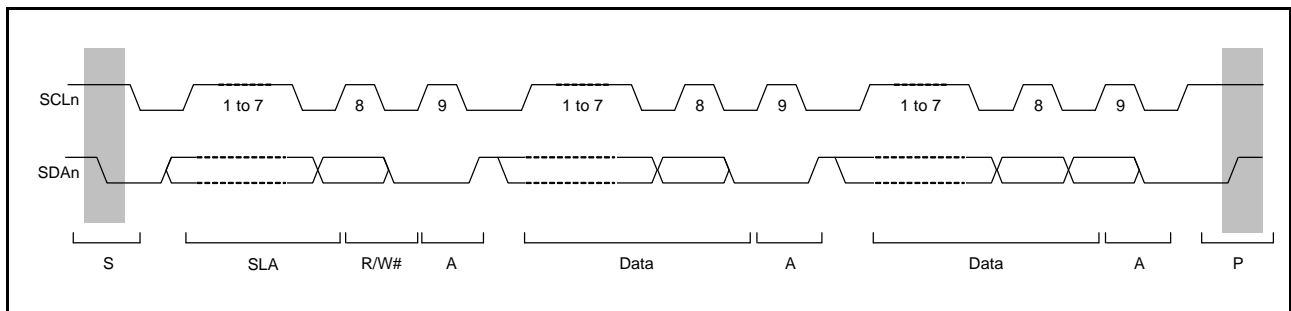 SCLn 1 to 7 8 9 1 to 7 8 9 1 to 7 8 9
SDAn
S SLA R/W# A Data A Data A P